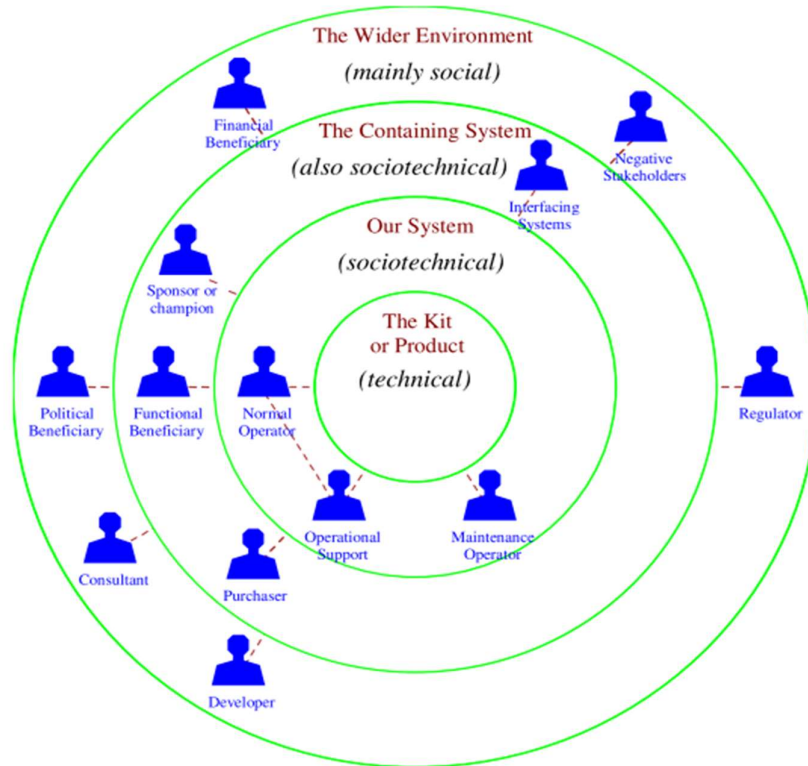 The Wider Environment
(mainly social)
Financial
Beneficiary
Negative
Stakeholders
The Containing System
(also sociotechnical)
Interfacing
Systems
Our System
(sociotechnical)
Sponsor or
champion
The Kit
or Product
(technical)
Political
Beneficiary
Functional
Beneficiary
Normal
Operator
Regulator
Operational
Support
Maintenance
Operator
Consultant
Purchaser
Developer